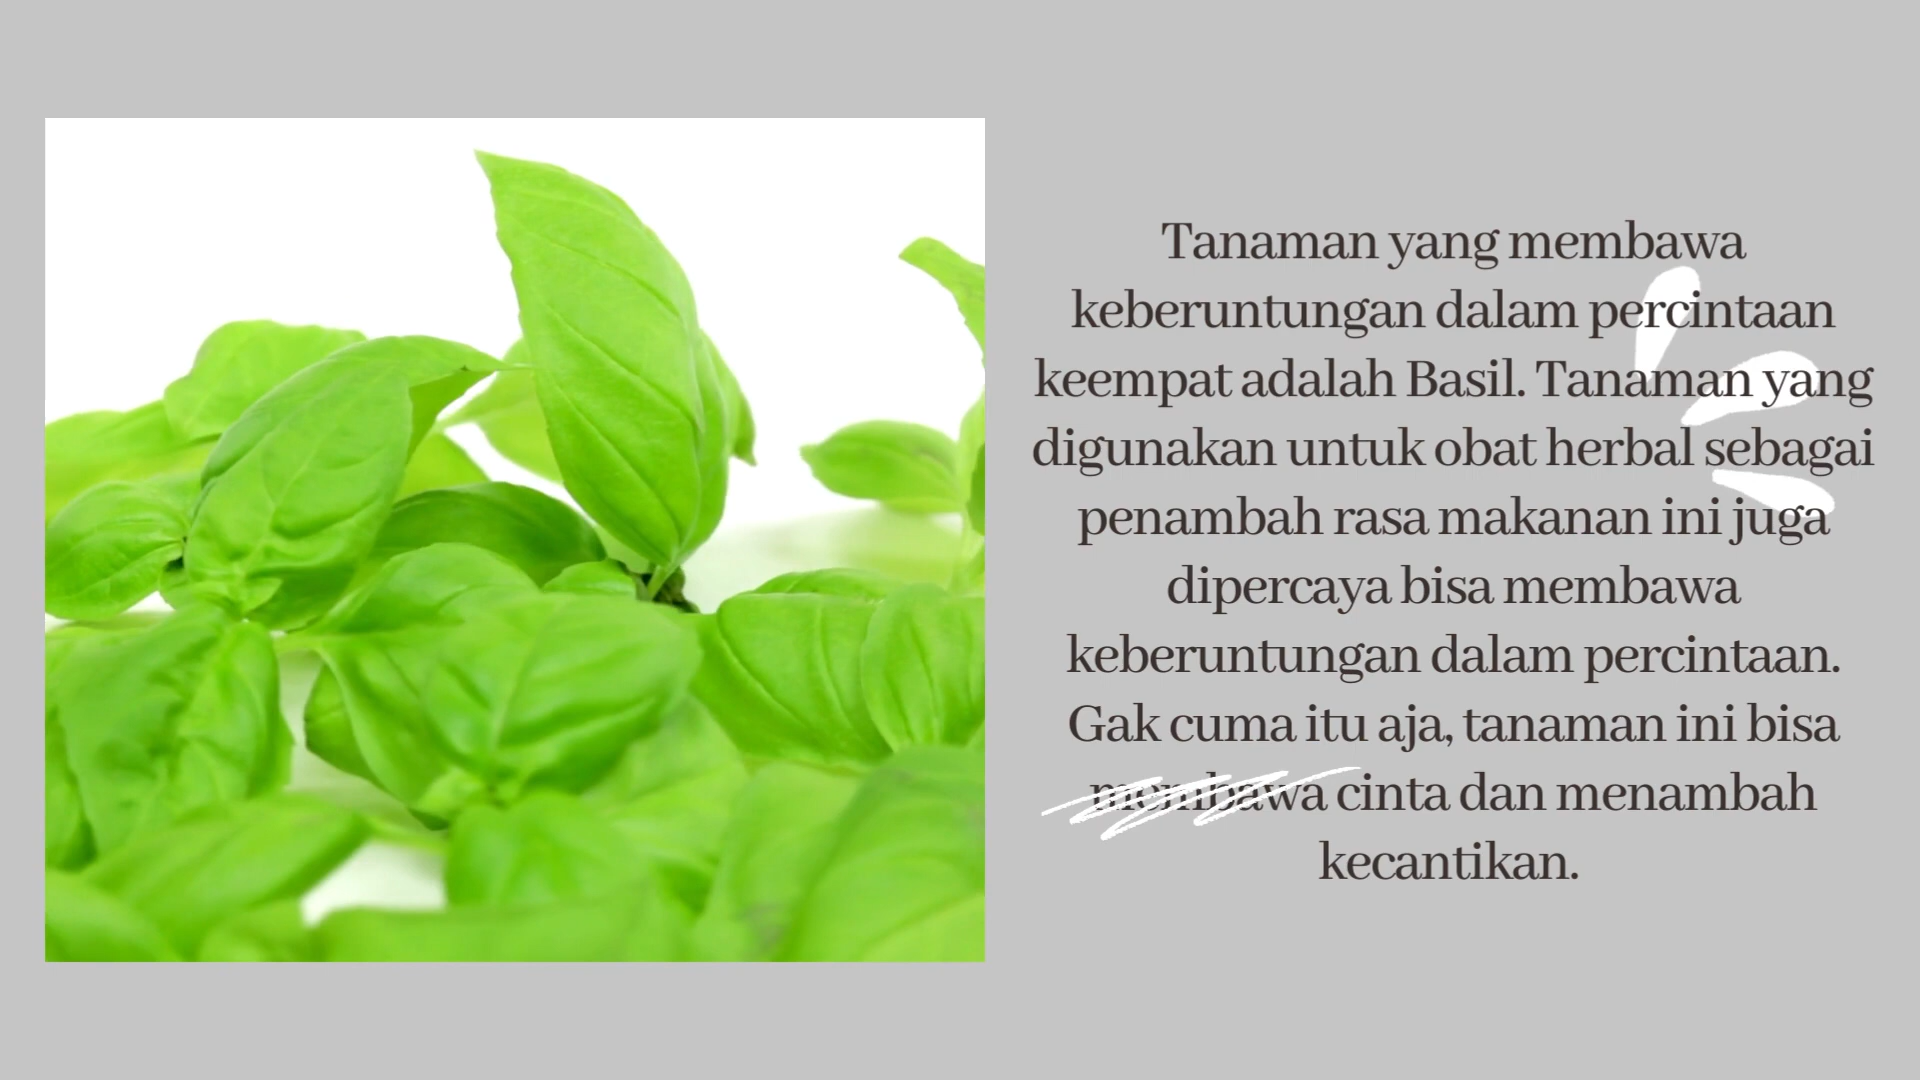 Tanaman yang membawa
keberuntungan dalam percintaan
keempat adalah Basil. Tanaman yang
digunakan untuk obat herbal sebagai
penambah rasa makanan ini juga
dipercaya bisa membawa
keberuntungan dalam percintaan.
Gak cuma itu aja, tanaman ini bisa
membawa cinta dan menambah
kecantikan.